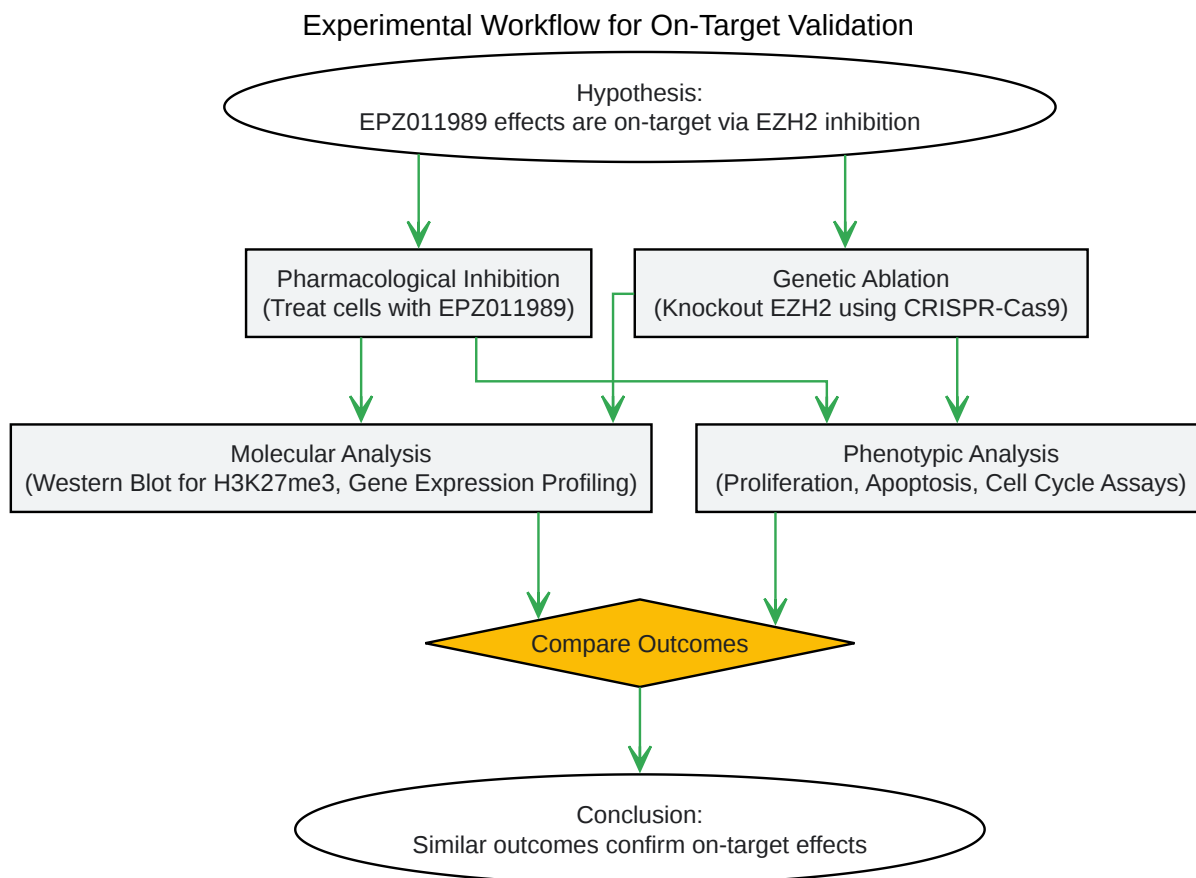 Experimental Workflow for On-Target Validation
Hypothesis:
EPZ011989 effects are on-target via EZH2 inhibition
Pharmacological Inhibition
(Treat cells with EPZ011989)
Genetic Ablation
(Knockout EZH2 using CRISPR-Cas9)
Molecular Analysis
(Western Blot for H3K27me3, Gene Expression Profiling)
Phenotypic Analysis
(Proliferation, Apoptosis, Cell Cycle Assays)
Compare Outcomes
Conclusion:
Similar outcomes confirm on-target effects